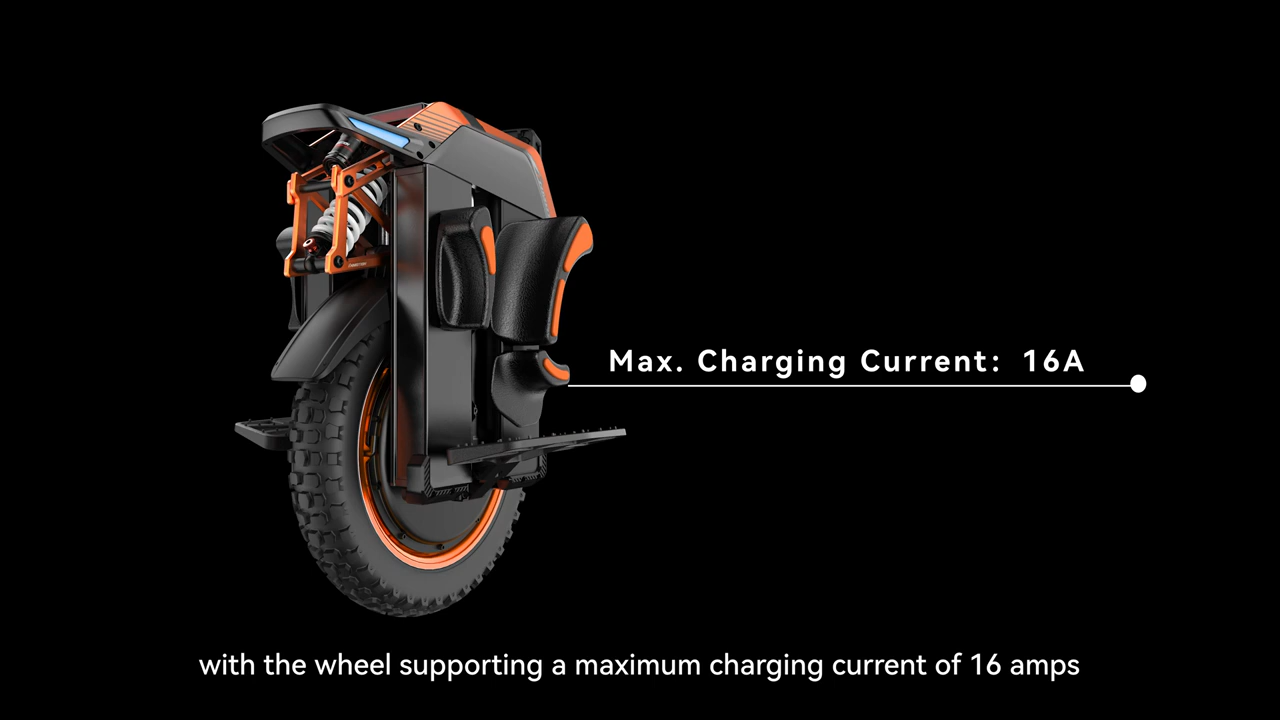 Max. Charging Current: 16A
with the wheel supporting a maximum charging current of 16 amps